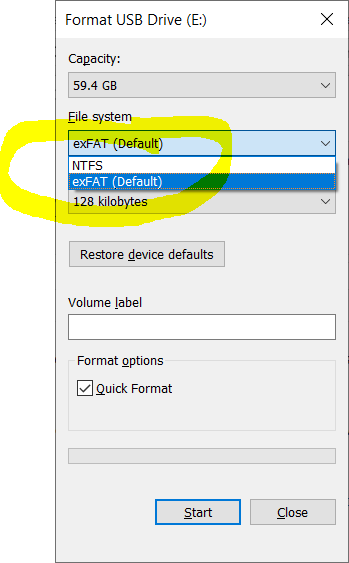 Format USB Drive (E:)
Capacity:
59.4 GB
File system
exFAT (Default)
NTFS
exFAT (Default)
128 kilobytes
Restore device defaults
Volume label
Format options
Quick Format
Start
Close